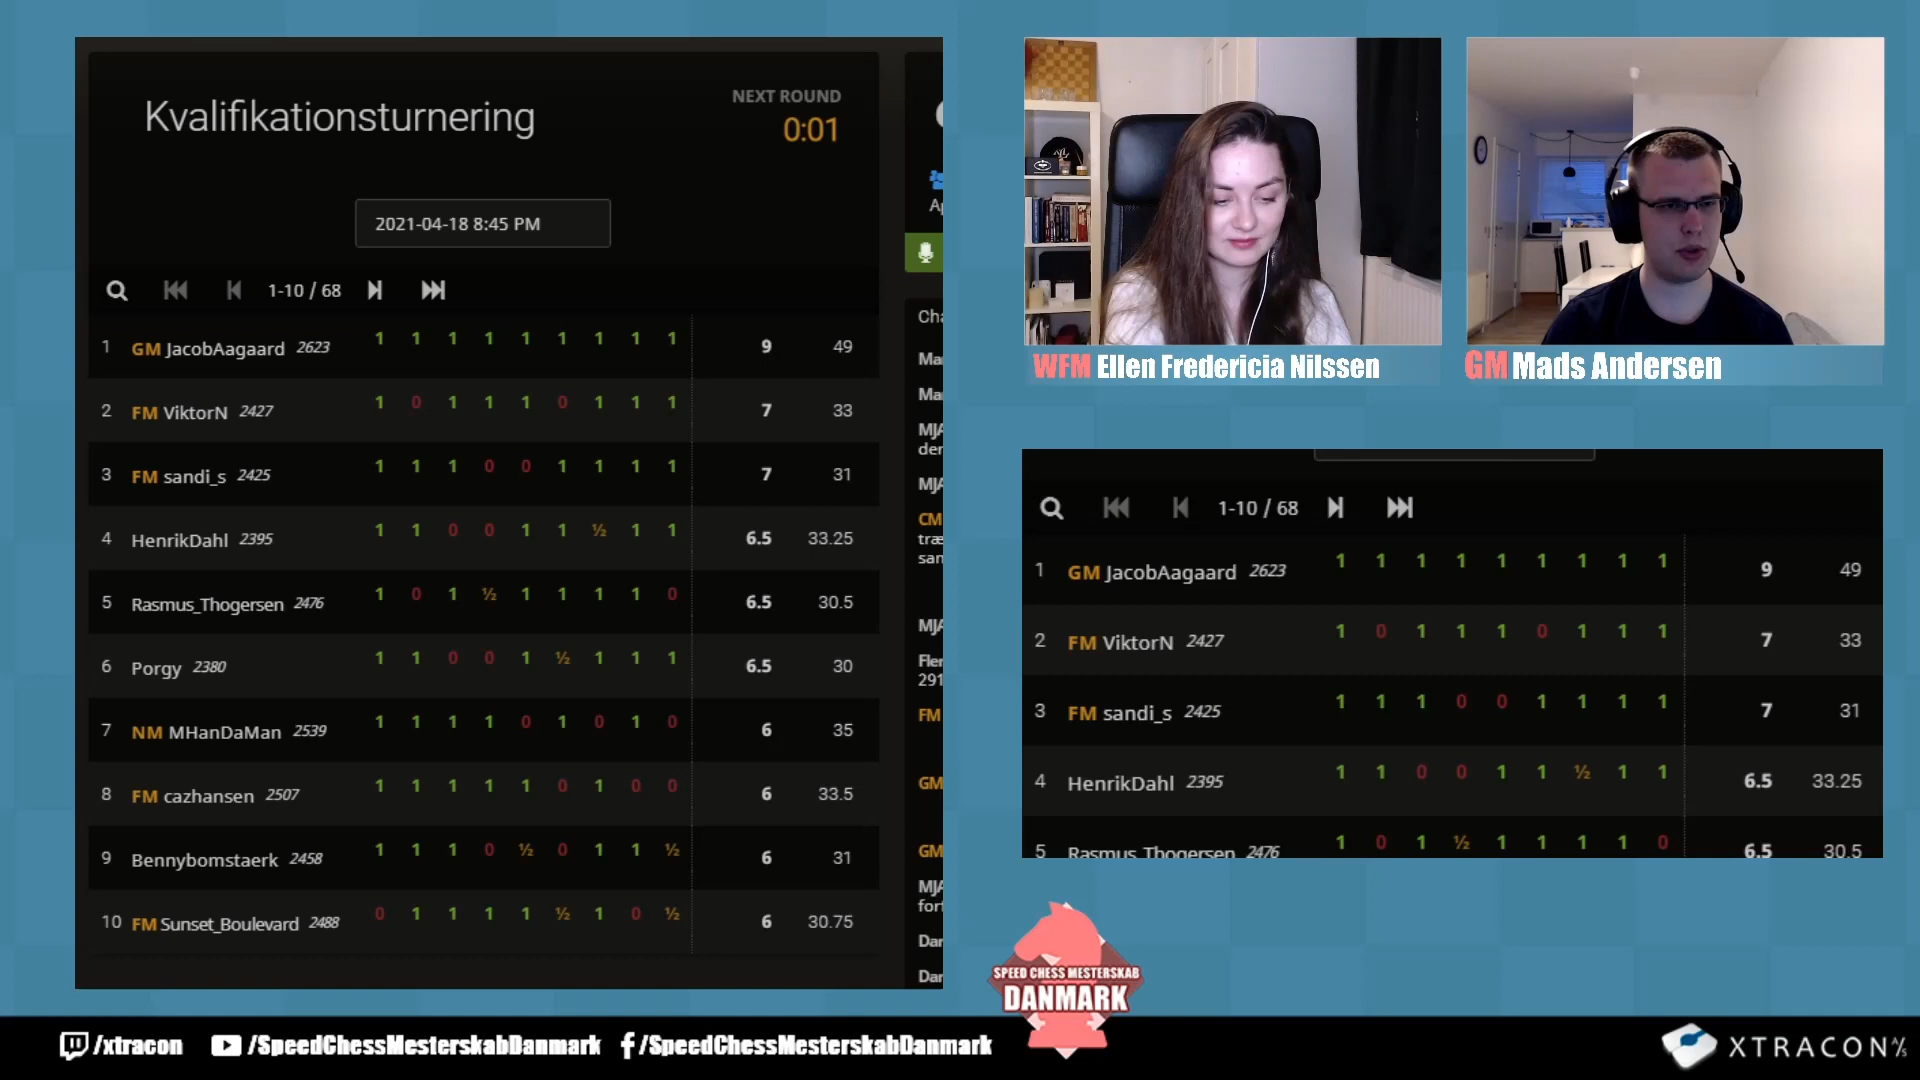 Kvalifikationsturnering
NEXT ROUND
0:01
2021-04-18 8:45 PM
1-10 / 68
1 GM JacobAagaard 2623 1 1 1 1 1 1 1 1 1 9 49
2 FM ViktorN 2427 1 0 1 1 1 0 1 1 1 7 33
3 FM sandi_s 2425 1 1 1 0 0 1 1 1 1 7 31
4 HenrikDahl 2395 1 1 0 0 1 1 ½ 1 1 6.5 33.25
5 Rasmus_Thogersen 2476 1 0 1 ½ 1 1 1 1 0 6.5 30.5
6 Porgy 2380 1 1 0 0 1 ½ 1 1 1 6.5 30
7 NM MHanDaMan 2539 1 1 1 1 0 1 0 1 0 6 35
8 FM cazhansen 2507 1 1 1 1 1 0 1 0 0 6 33.5
9 Bennybomstaerk 2458 1 1 1 0 ½ 0 1 1 ½ 6 31
10 FM Sunset_Boulevard 2488 0 1 1 1 1 ½ 1 0 ½ 6 30.75
CM
FM
GM
GM
WFM Ellen Fredericia Nilssen
GM Mads Andersen
1-10 / 68
1 GM JacobAagaard 2623 1 1 1 1 1 1 1 1 1 9 49
2 FM ViktorN 2427 1 0 1 1 1 0 1 1 1 7 33
3 FM sandi_s 2425 1 1 1 0 0 1 1 1 1 7 31
4 HenrikDahl 2395 1 1 0 0 1 1 ½ 1 1 6.5 33.25
5 Rasmus_Thogersen 2476 1 0 1 ½ 1 1 1 1 0 6.5 30.5
SPEED CHESS MESTERSKAB
DANMARK
/xtracon
/SpeedChessMesterskabDanmark
/SpeedChessMesterskabDanmark
XTRACON A/S